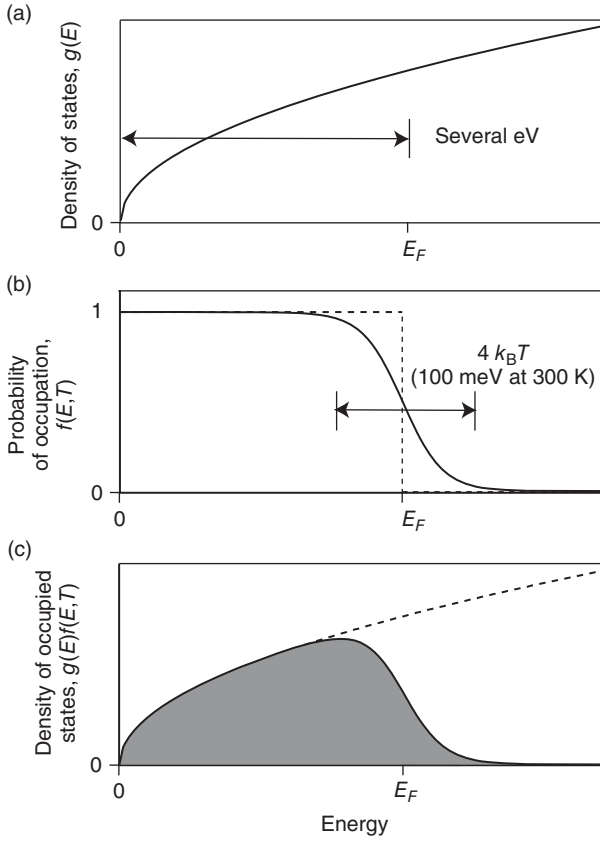 (a)
Density of states, g(E)
Several eV
0
0
E_F
(b)
Probability
of occupation,
f(E,T)
1
4 k_BT
(100 meV at 300 K)
0
0
E_F
(c)
Density of occupied
states, g(E)f(E,T)
0
0
E_F
Energy